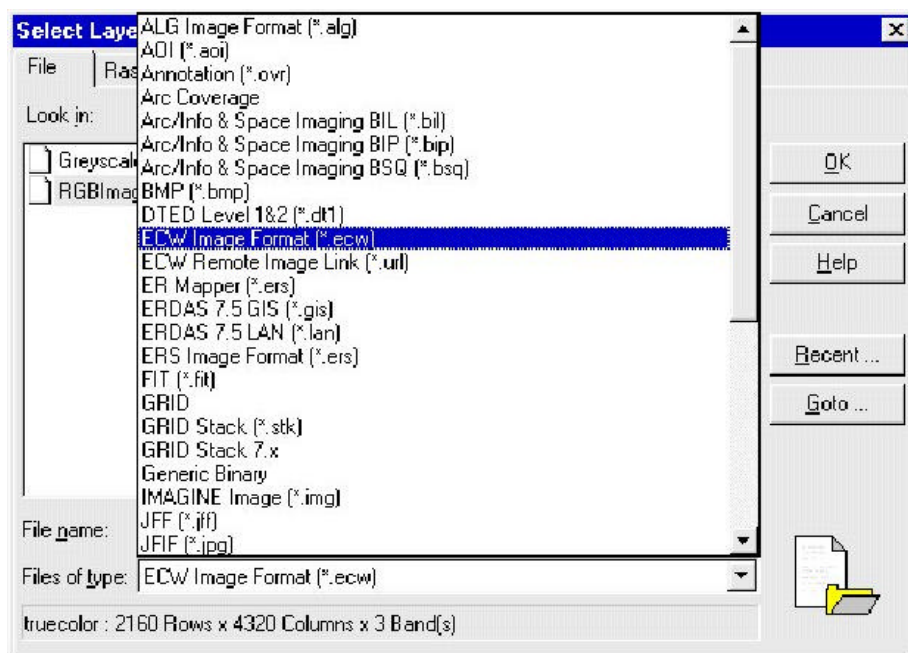 Select Laye
File
Ras
Look in:
Greyscal
RGBImag
ALG Image Format (*.alg)
AOI (*.aoi)
Annotation (*.ovr)
Arc Coverage
Arc/Info & Space Imaging BIL (*.bil)
Arc/Info & Space Imaging BIP (*.bip)
Arc/Info & Space Imaging BSQ (*.bsq)
BMP (*.bmp)
DTED Level 1&2 (*.dt1)
ECW Image Format (*.ecw)
ECW Remote Image Link (*.url)
ER Mapper (*.ers)
ERDAS 7.5 GIS (*.gis)
ERDAS 7.5 LAN (*.lan)
ERS Image Format (*.ers)
FIT (*.fit)
GRID
GRID Stack (*.stk)
GRID Stack 7.x
Generic Binary
IMAGINE Image (*.img)
JFF (*.jff)
JFIF (*.jpg)
OK
Cancel
Help
Recent ...
Goto ...
File name:
Files of type: ECW Image Format (*.ecw)
truecolor : 2160 Rows x 4320 Columns x 3 Band(s)